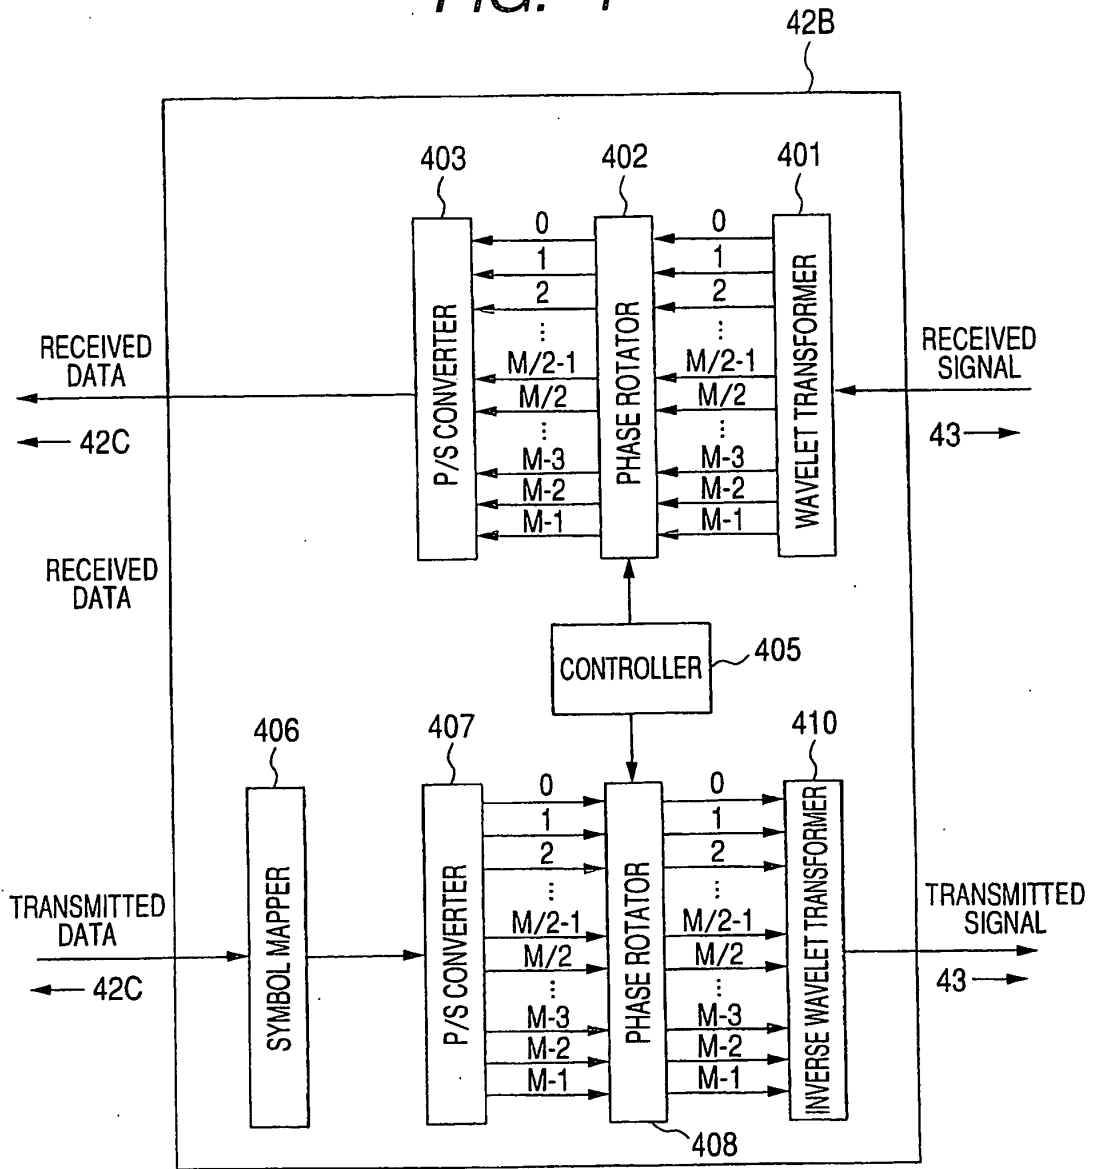 FIG. 4
42B
403
402
401
0
0
1
1
2
2
⋮
⋮
M/2-1
M/2-1
M/2
M/2
⋮
⋮
M-3
M-3
M-2
M-2
M-1
M-1
P/S CONVERTER
PHASE ROTATOR
WAVELET TRANSFORMER
RECEIVED
DATA
42C
RECEIVED
SIGNAL
43
RECEIVED
DATA
CONTROLLER
405
406
407
410
0
0
1
1
2
2
⋮
⋮
M/2-1
M/2-1
M/2
M/2
⋮
⋮
M-3
M-3
M-2
M-2
M-1
M-1
SYMBOL MAPPER
P/S CONVERTER
PHASE ROTATOR
INVERSE WAVELET TRANSFORMER
TRANSMITTED
DATA
42C
TRANSMITTED
SIGNAL
43
408